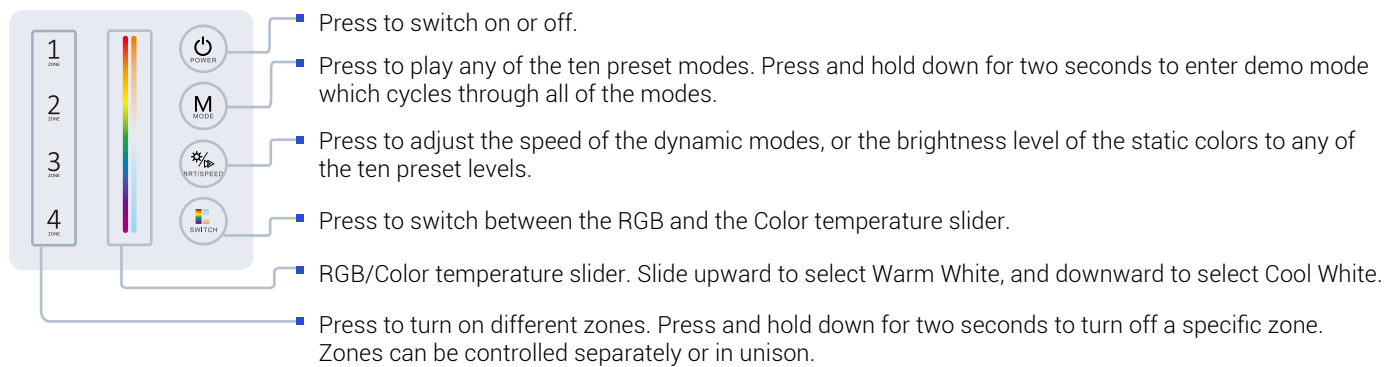 1
ZONE
2
ZONE
3
ZONE
4
ZONE
POWER
M
MODE
BRT/SPEED
SWITCH
Press to switch on or off.
Press to play any of the ten preset modes. Press and hold down for two seconds to enter demo mode
which cycles through all of the modes.
Press to adjust the speed of the dynamic modes, or the brightness level of the static colors to any of
the ten preset levels.
Press to switch between the RGB and the Color temperature slider.
RGB/Color temperature slider. Slide upward to select Warm White, and downward to select Cool White.
Press to turn on different zones. Press and hold down for two seconds to turn off a specific zone.
Zones can be controlled separately or in unison.